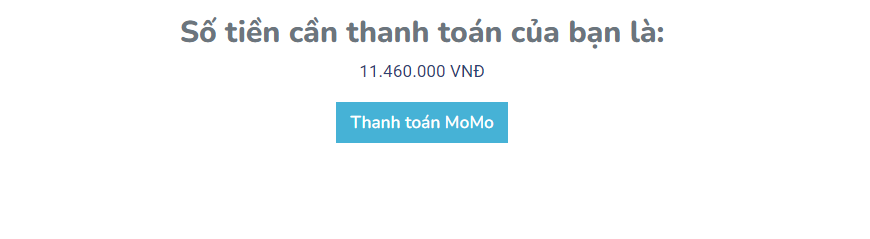 Số tiền cần thanh toán của bạn là:
11.460.000 VNĐ
Thanh toán MoMo